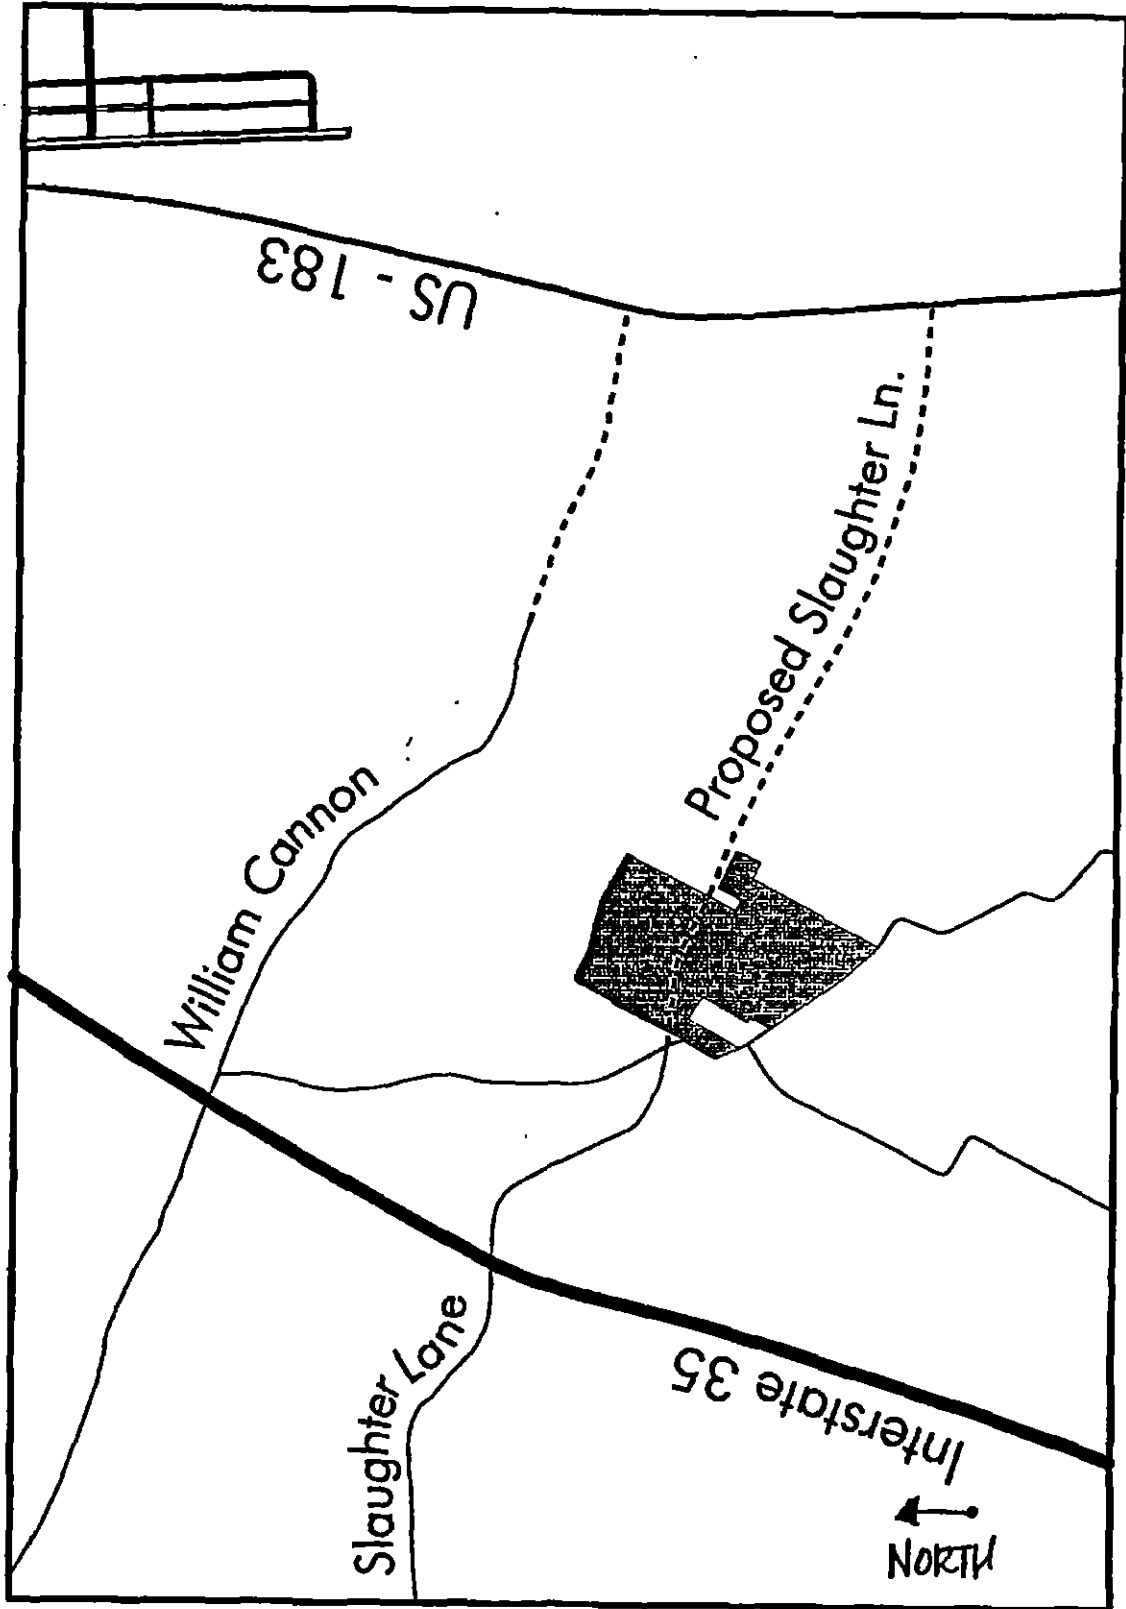 US - 183
Proposed Slaughter Ln.
William Cannon
Slaughter Lane
Interstate 35
NORTH